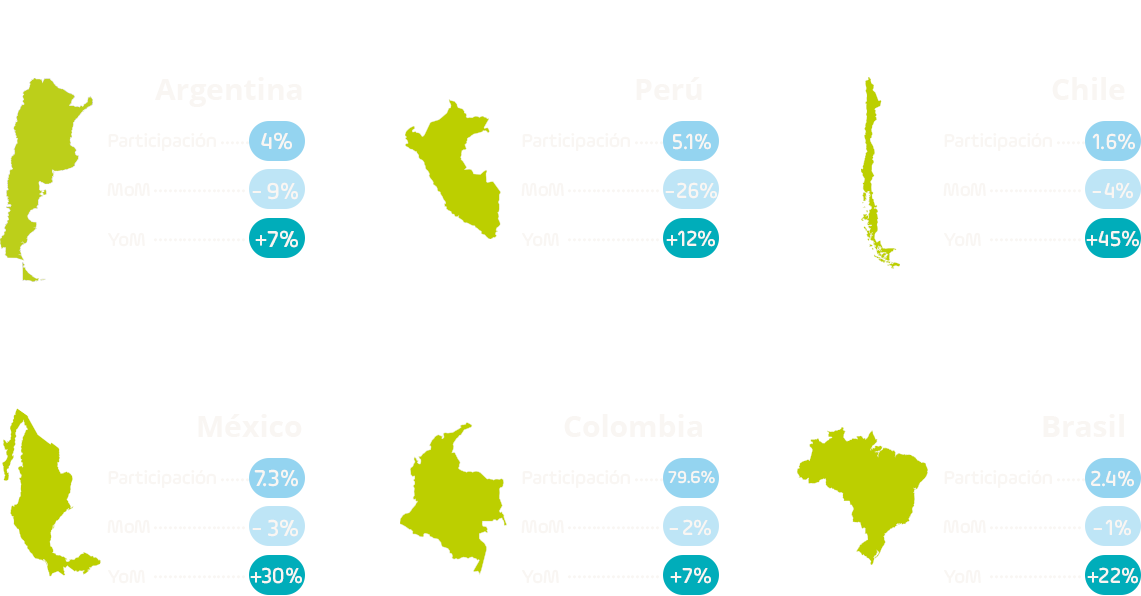 Argentina
Participación 4%
MoM - 9%
YoM +7%
Perú
Participación 5.1%
MoM -26%
YoM +12%
Chile
Participación 1.6%
MoM -4%
YoM +45%
México
Participación 7.3%
MoM - 3%
YoM +30%
Colombia
Participación 79.6%
MoM - 2%
YoM +7%
Brasil
Participación 2.4%
MoM -1%
YoM +22%